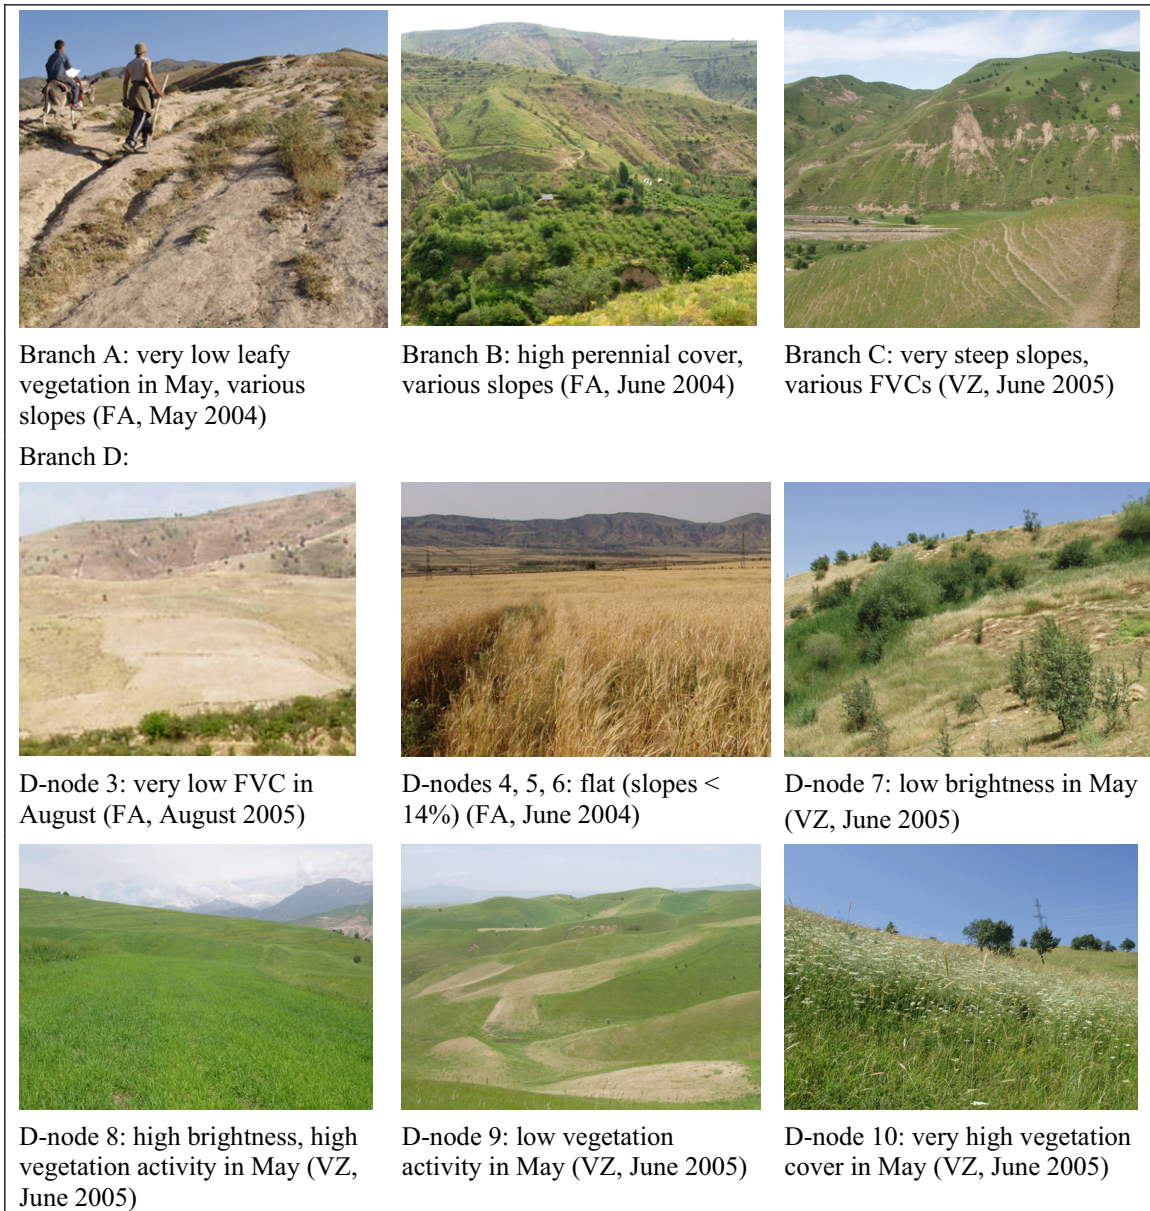 Branch A: very low leafy
vegetation in May, various
slopes (FA, May 2004)
Branch B: high perennial cover,
various slopes (FA, June 2004)
Branch C: very steep slopes,
various FVCs (VZ, June 2005)
Branch D:
D-node 3: very low FVC in
August (FA, August 2005)
D-nodes 4, 5, 6: flat (slopes <
14%) (FA, June 2004)
D-node 7: low brightness in May
(VZ, June 2005)
D-node 8: high brightness, high
vegetation activity in May (VZ,
June 2005)
D-node 9: low vegetation
activity in May (VZ, June 2005)
D-node 10: very high vegetation
cover in May (VZ, June 2005)